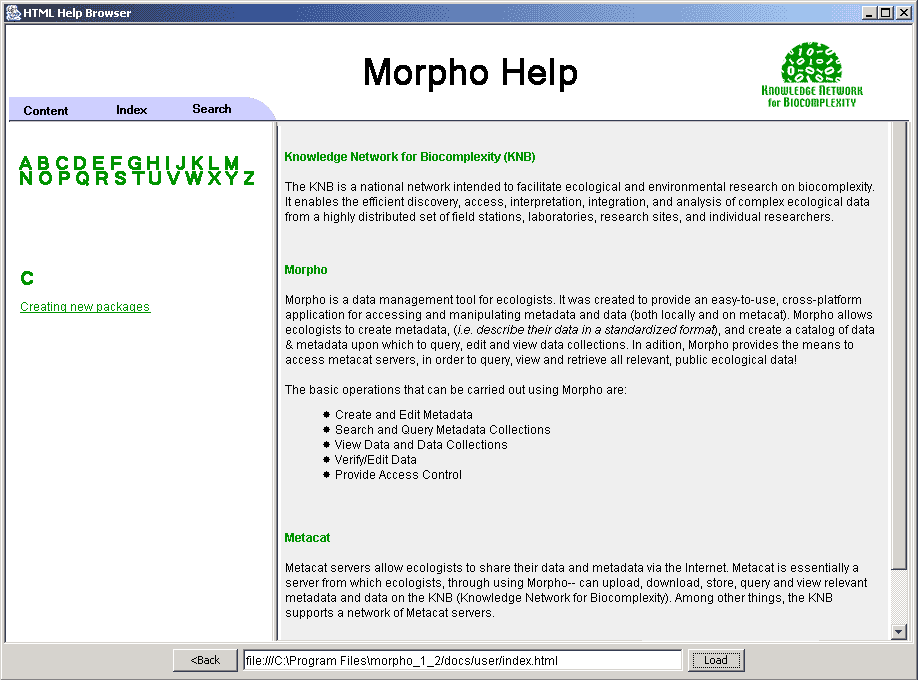 HTML Help Browser
Morpho Help
KNOWLEDGE NETWORK
for BIOCOMPLEXITY
Content Index Search
A B C D E F G H I J K L M
N O P Q R S T U V W X Y Z
C
Creating new packages
Knowledge Network for Biocomplexity (KNB)
The KNB is a national network intended to facilitate ecological and environmental research on biocomplexity.
It enables the efficient discovery, access, interpretation, integration, and analysis of complex ecological data
from a highly distributed set of field stations, laboratories, research sites, and individual researchers.
Morpho
Morpho is a data management tool for ecologists. It was created to provide an easy-to-use, cross-platform
application for accessing and manipulating metadata and data (both locally and on metacat). Morpho allows
ecologists to create metadata, (i.e. describe their data in a standardized format), and create a catalog of data
& metadata upon which to query, edit and view data collections. In adition, Morpho provides the means to
access metacat servers, in order to query, view and retrieve all relevant, public ecological data!
The basic operations that can be carried out using Morpho are:
Create and Edit Metadata
Search and Query Metadata Collections
View Data and Data Collections
Verify/Edit Data
Provide Access Control
Metacat
Metacat servers allow ecologists to share their data and metadata via the Internet. Metacat is essentially a
server from which ecologists, through using Morpho-- can upload, download, store, query and view relevant
metadata and data on the KNB (Knowledge Network for Biocomplexity). Among other things, the KNB
supports a network of Metacat servers.
<Back file:///C:\Program Files\morpho_1_2/docs/user/index.html Load